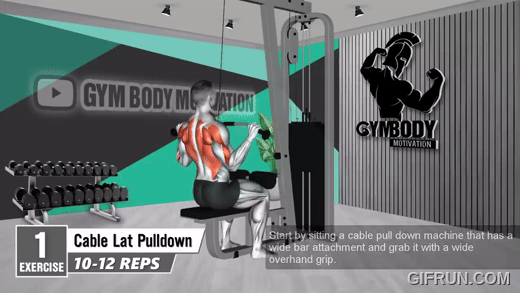 GYM BODY MOTIVATION
GYMBODY
MOTIVATION
1
EXERCISE
Cable Lat Pulldown
10-12 REPS
Start by sitting a cable pull down machine that has a
wide bar attachment and grab it with a wide
overhand grip.
GIFRUN.COM